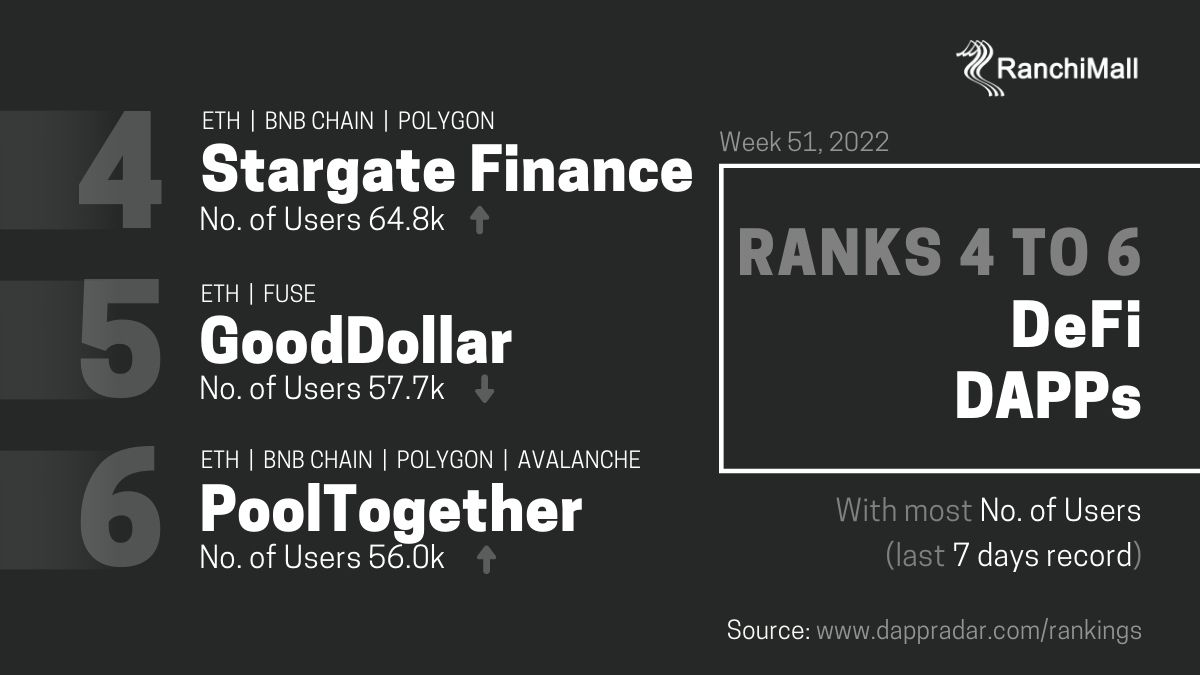 RanchiMall
4
ETH | BNB CHAIN | POLYGON
Stargate Finance
No. of Users 64.8k
5
ETH | FUSE
GoodDollar
No. of Users 57.7k
6
ETH | BNB CHAIN | POLYGON | AVALANCHE
PoolTogether
No. of Users 56.0k
Week 51, 2022
RANKS 4 TO 6
DeFi
DAPPs
With most No. of Users
(last 7 days record)
Source: www.dappradar.com/rankings